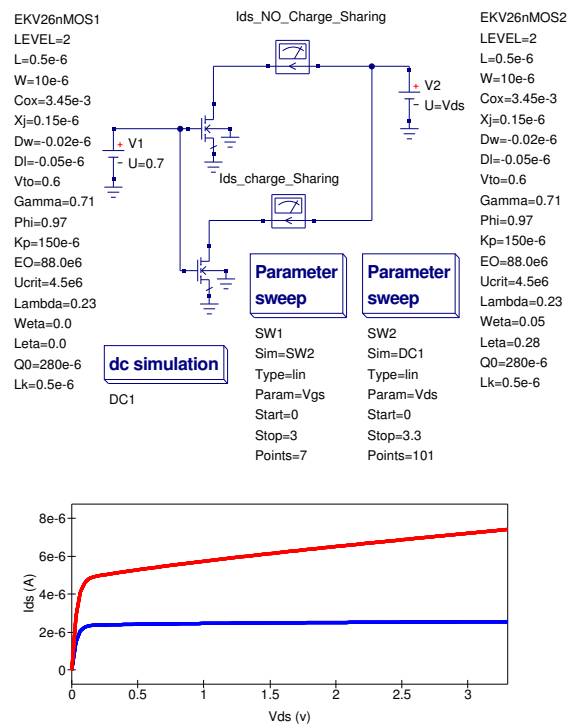 EKV26nMOS1
LEVEL=2
L=0.5e-6
W=10e-6
Cox=3.45e-3
Xj=0.15e-6
Dw=-0.02e-6
Dl=-0.05e-6
Vto=0.6
Gamma=0.71
Phi=0.97
Kp=150e-6
EO=88.0e6
Ucrit=4.5e6
Lambda=0.23
Weta=0.0
Leta=0.0
Q0=280e-6
Lk=0.5e-6
Ids_NO_Charge_Sharing
+ V2
- U=Vds
+ V1
- U=0.7
Ids_charge_Sharing
EKV26nMOS2
LEVEL=2
L=0.5e-6
W=10e-6
Cox=3.45e-3
Xj=0.15e-6
Dw=-0.02e-6
Dl=-0.05e-6
Vto=0.6
Gamma=0.71
Phi=0.97
Kp=150e-6
EO=88.0e6
Ucrit=4.5e6
Lambda=0.23
Weta=0.05
Leta=0.28
Q0=280e-6
Lk=0.5e-6
dc simulation
DC1
Parameter
sweep
SW1
Sim=SW2
Type=lin
Param=Vgs
Start=0
Stop=3
Points=7
Parameter
sweep
SW2
Sim=DC1
Type=lin
Param=Vds
Start=0
Stop=3.3
Points=101
Ids (A)
8e-6
6e-6
4e-6
2e-6
0
0 0.5 1 1.5 2 2.5 3
Vds (v)